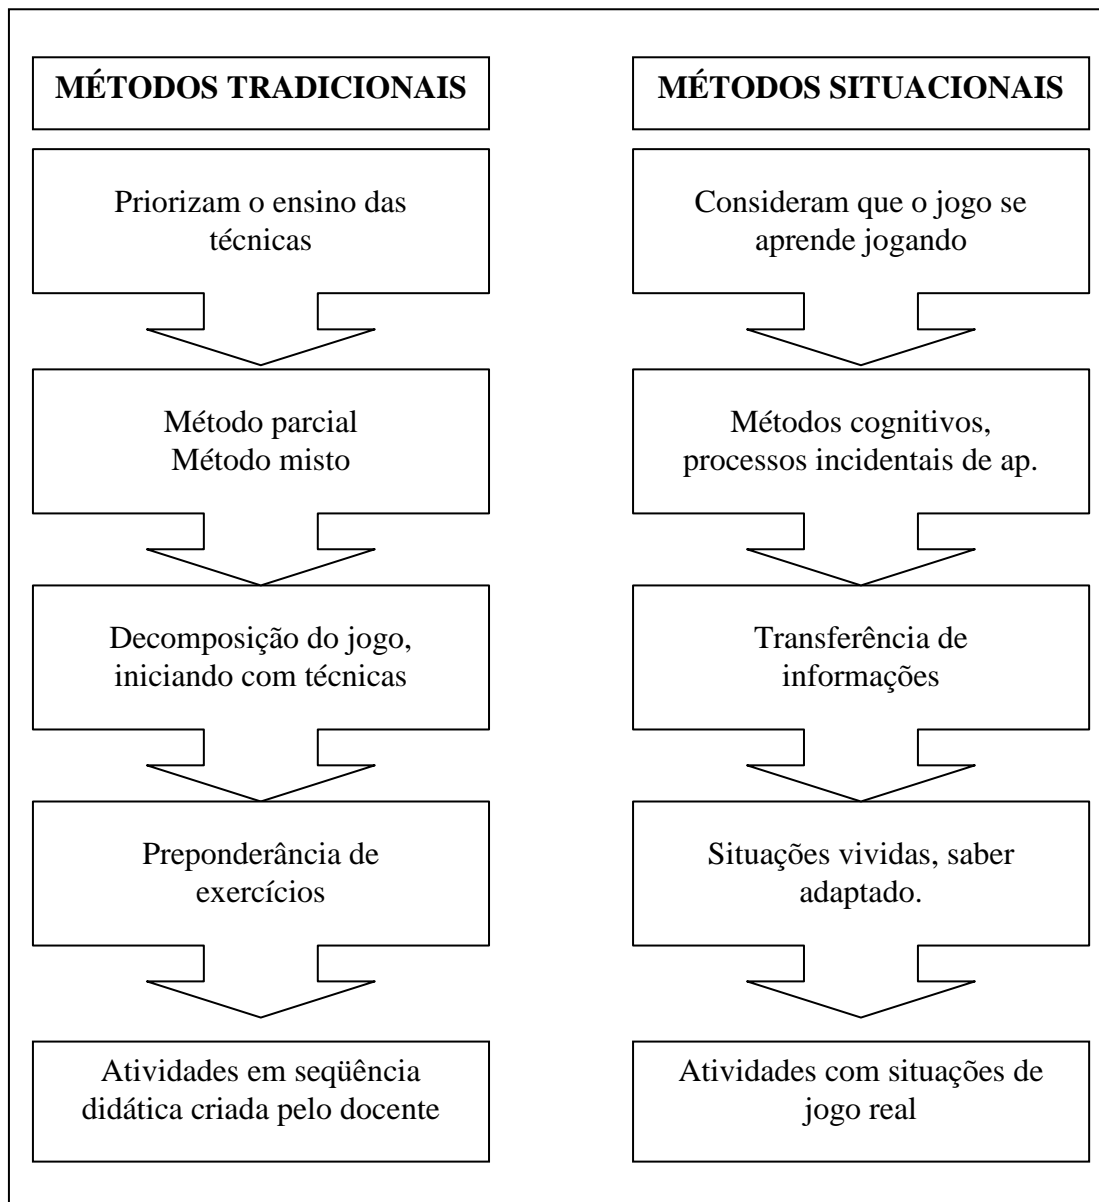 MÉTODOS TRADICIONAIS
Priorizam o ensino das
técnicas
Método parcial
Método misto
Decomposição do jogo,
iniciando com técnicas
Preponderância de
exercícios
Atividades em seqüência
didática criada pelo docente
MÉTODOS SITUACIONAIS
Consideram que o jogo se
aprende jogando
Métodos cognitivos,
processos incidentais de ap.
Transferência de
informações
Situações vividas, saber
adaptado.
Atividades com situações de
jogo real